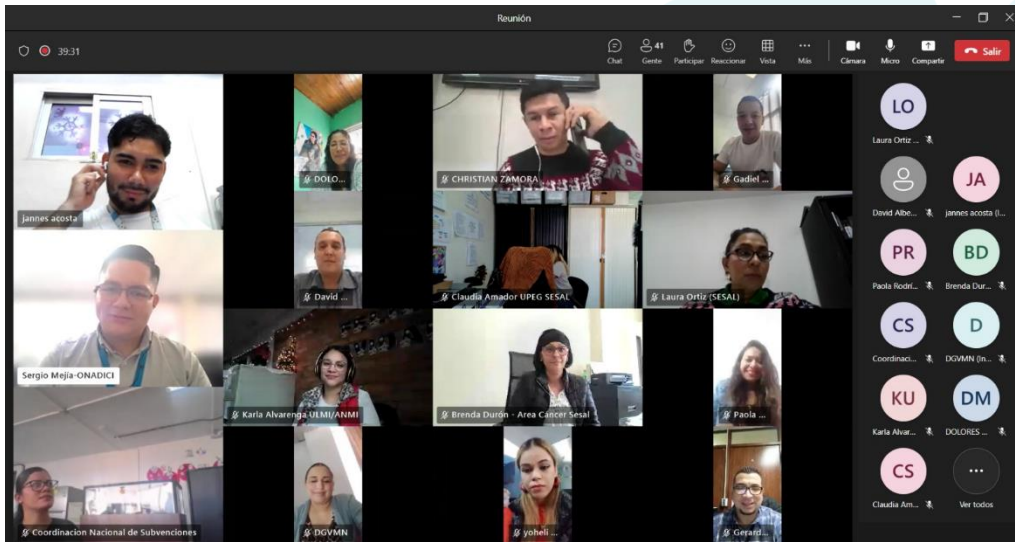 Reunión
39:31
41
Chat Gente Participar Reaccionar Vista Más Cámara Micro Compartir Salir
jannes acosta
DOLO...
CHRISTIAN ZAMORA
Gadiel ...
Sergio Mejía-ONADICI
David ...
Claudia Amador UPEG SESAL
Laura Ortiz (SESAL)
Karla Alvarenga ULMI/ANMI
Brenda Durón - Area Cancer Sesal
Paola ...
Coordinacion Nacional de Subvenciones
DGVMN
yoheli ...
Gerard...
LO
Laura Ortiz ...
JA
David Albe... jannes acosta (I...
PR BD
Paola Rodrí... Brenda Dur...
CS D
Coordinaci... DGVMN (In...
KU DM
Karla Alvar... DOLORES ...
CS ...
Claudia Am... Ver todos